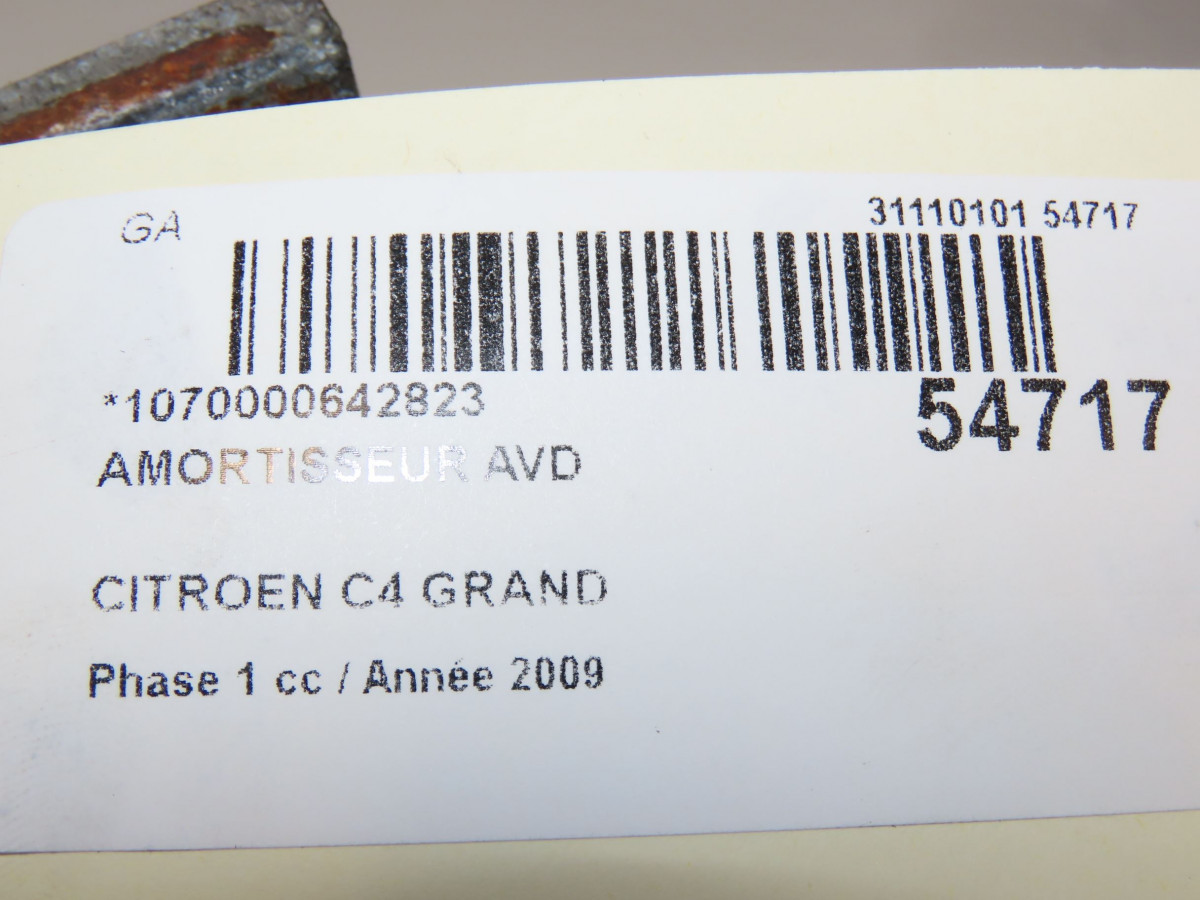 GA
31110101 54717
*1070000642823
54717
AMORTISSEUR AVD
CITROEN C4 GRAND
Phase 1 cc / Année 2009